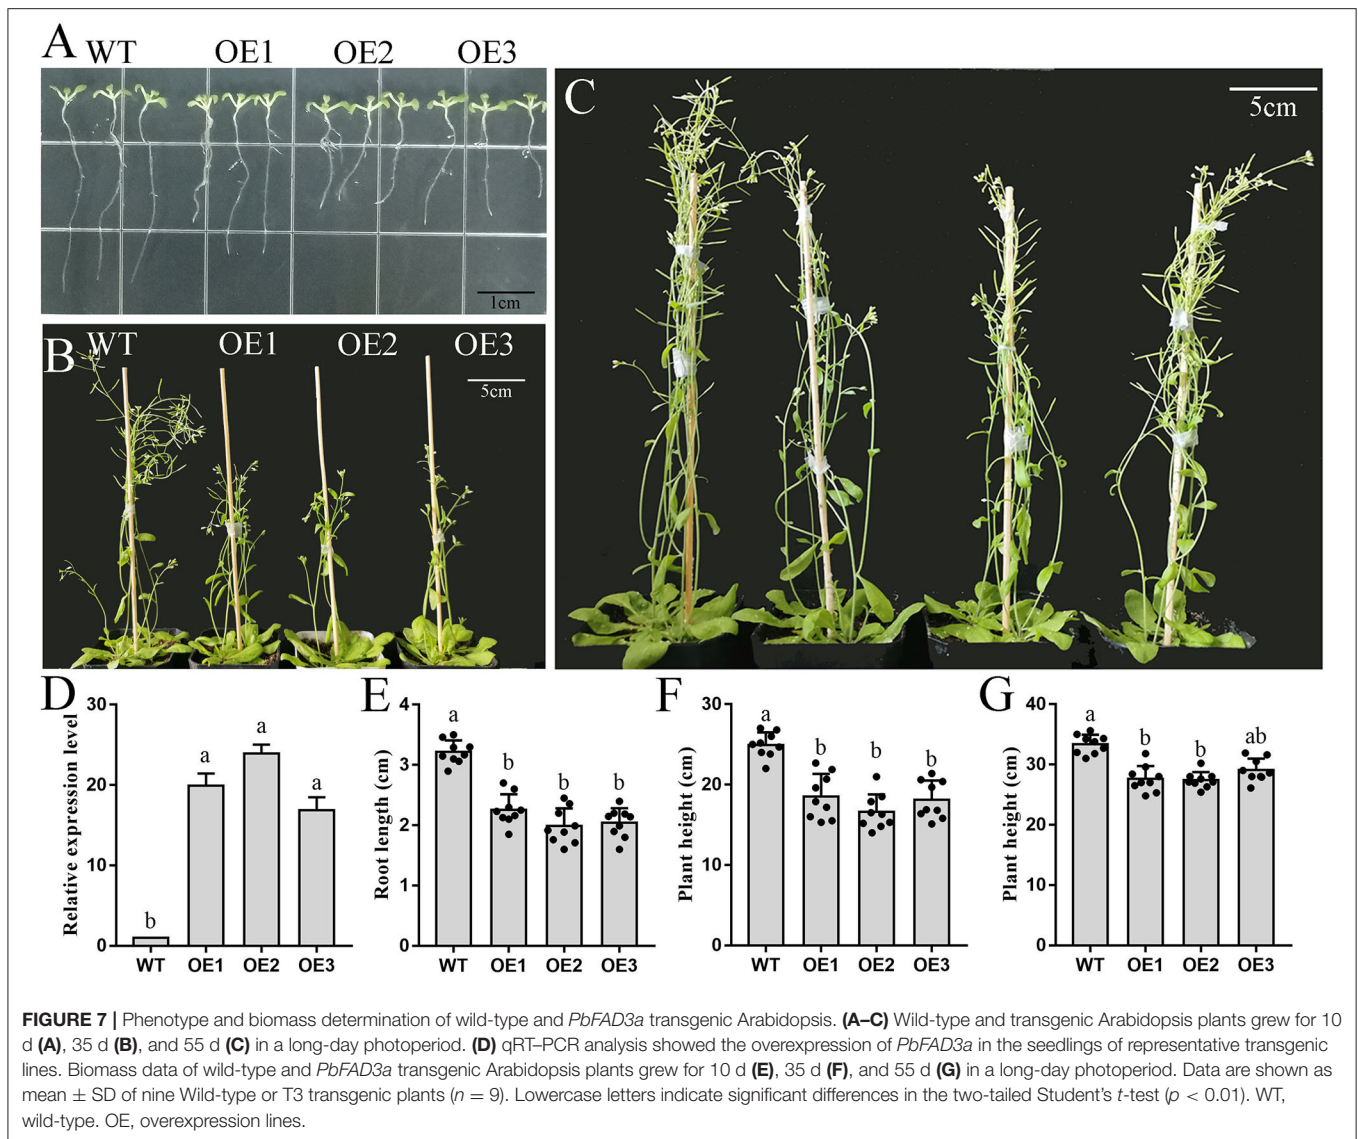 A
WT OE1 OE2 OE3
1cm
B
WT OE1 OE2 OE3
5cm
C
5cm
D
Relative expression level
30
20
10
0
b a a a
WT OE1 OE2 OE3
E
Root length (cm)
4
3
2
1
0
a b b b
WT OE1 OE2 OE3
F
Plant height (cm)
30
20
10
0
a b b b
WT OE1 OE2 OE3
G
Plant height (cm)
40
30
20
10
0
a b b ab
WT OE1 OE2 OE3
FIGURE 7 | Phenotype and biomass determination of wild-type and PbFAD3a transgenic Arabidopsis. (A–C) Wild-type and transgenic Arabidopsis plants grew for 10
d (A), 35 d (B), and 55 d (C) in a long-day photoperiod. (D) qRT–PCR analysis showed the overexpression of PbFAD3a in the seedlings of representative transgenic
lines. Biomass data of wild-type and PbFAD3a transgenic Arabidopsis plants grew for 10 d (E), 35 d (F), and 55 d (G) in a long-day photoperiod. Data are shown as
mean ± SD of nine Wild-type or T3 transgenic plants (n = 9). Lowercase letters indicate significant differences in the two-tailed Student's t-test (p < 0.01). WT,
wild-type. OE, overexpression lines.